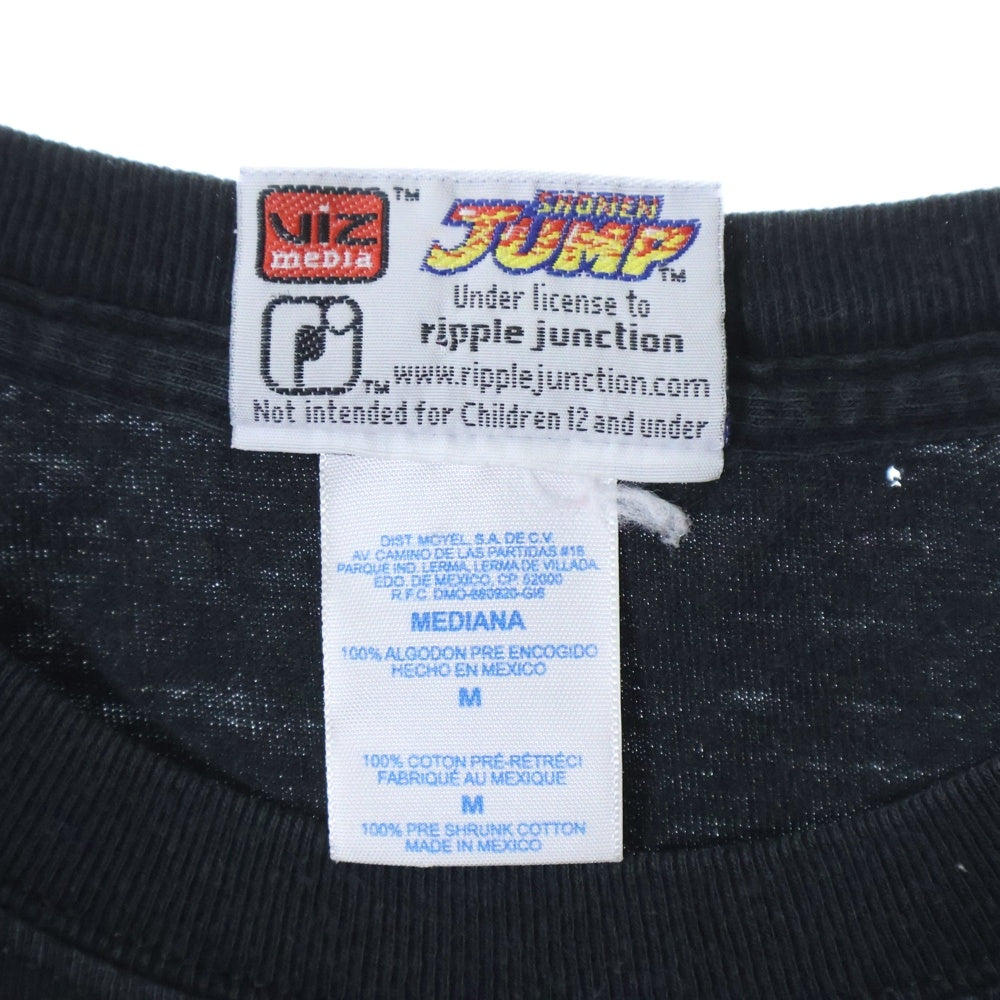 viz
media
TM
SHONEN
JUMP
TM
Under license to
ripple junction
TM
www.ripplejunction.com
Not intended for Children 12 and under
DIST. MOYEL, S.A. DE C.V.
AV. CAMINO DE LAS PARTIDAS #16
PARQUE IND. LERMA, LERMA DE VILLADA
EDO. DE MEXICO, CP. 52000
MEDIANA
100% ALGODON PRE ENCOGIDO
HECHO EN MEXICO
M
100% COTON PRÉ-RÉTRÉCI
FABRIQUÉ AU MEXIQUE
M
100% PRE SHRUNK COTTON
MADE IN MEXICO